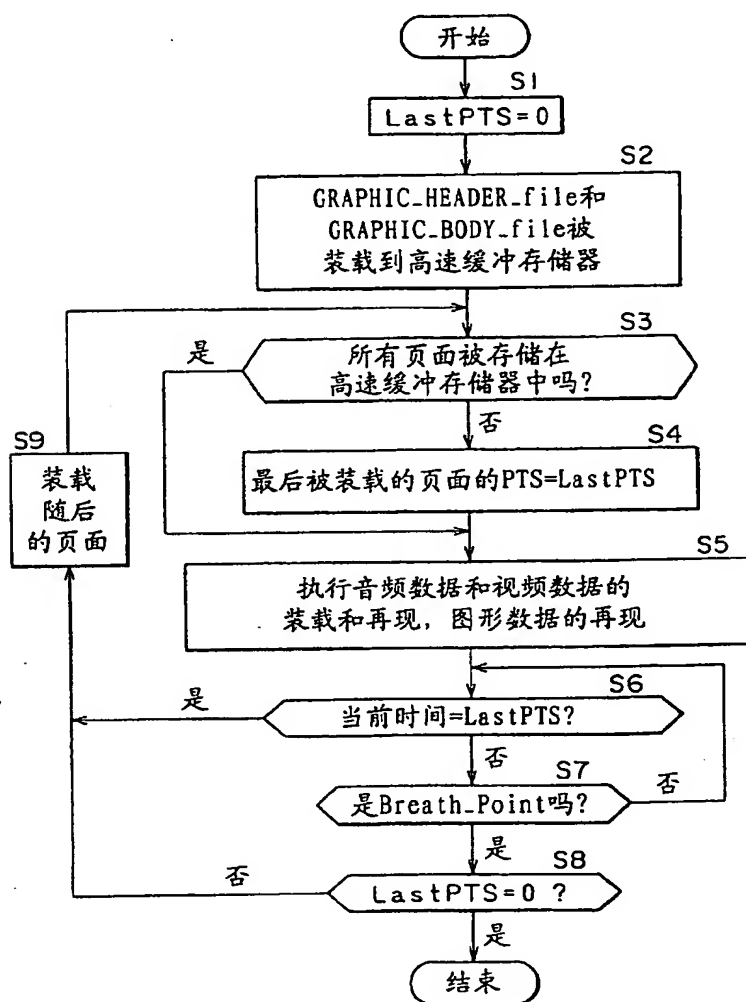 开始
S1
LastPTS=0
S2
GRAPHIC_HEADER_file和
GRAPHIC_BODY_file被
装载到高速缓冲存储器
S3
是
所有页面被存储在
高速缓冲存储器中吗?
否
S9
装载
随后
的页面
S4
最后被装载的页面的PTS=LastPTS
S5
执行音频数据和视频数据的
装载和再现，图形数据的再现
S6
是
当前时间=LastPTS?
否
S7
是Breath_Point吗?
否
是
S8
否
LastPTS=0 ?
是
结束